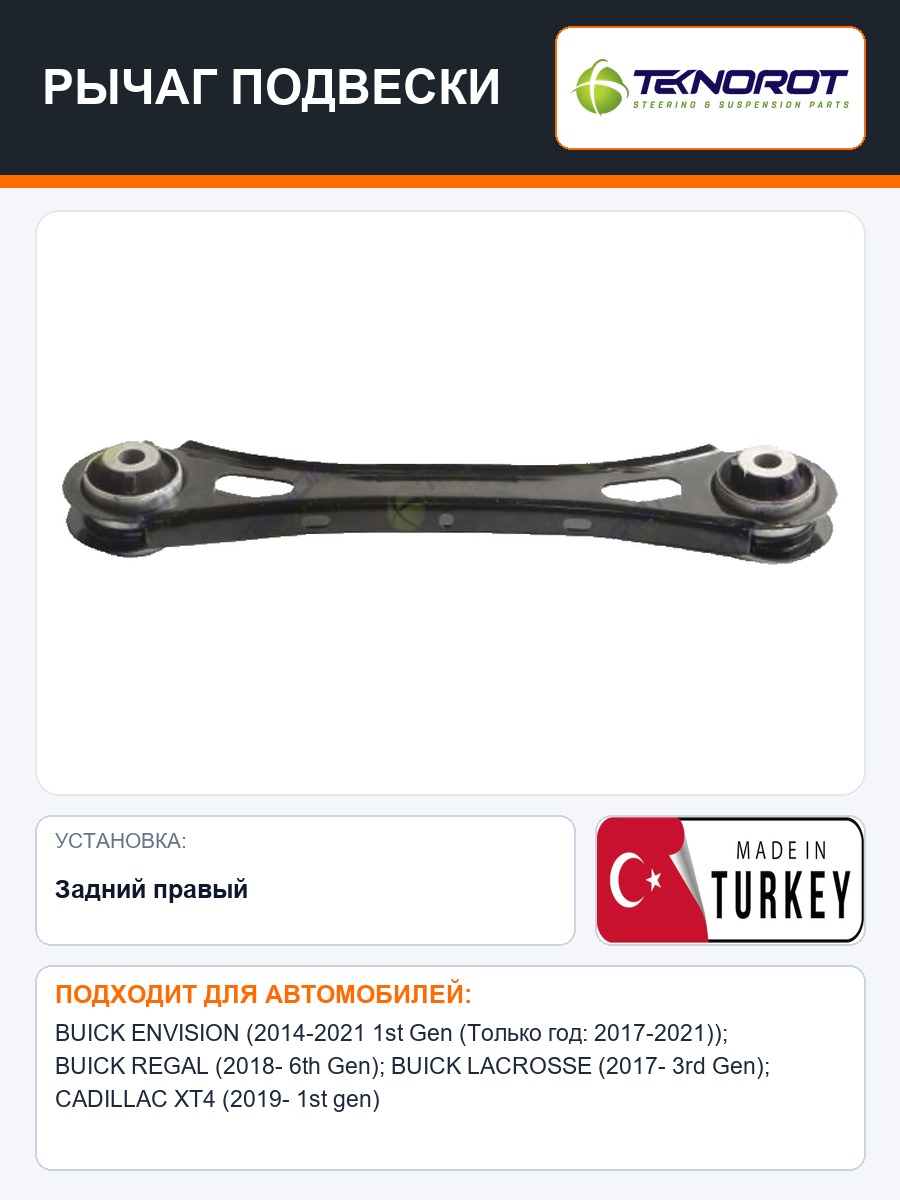 РЫЧАГ ПОДВЕСКИ
TEKNOROT
STEERING & SUSPENSION PARTS
УСТАНОВКА:
Задний правый
MADE IN
TURKEY
ПОДХОДИТ ДЛЯ АВТОМОБИЛЕЙ:
BUICK ENVISION (2014-2021 1st Gen (Только год: 2017-2021));
BUICK REGAL (2018- 6th Gen); BUICK LACROSSE (2017- 3rd Gen);
CADILLAC XT4 (2019- 1st gen)